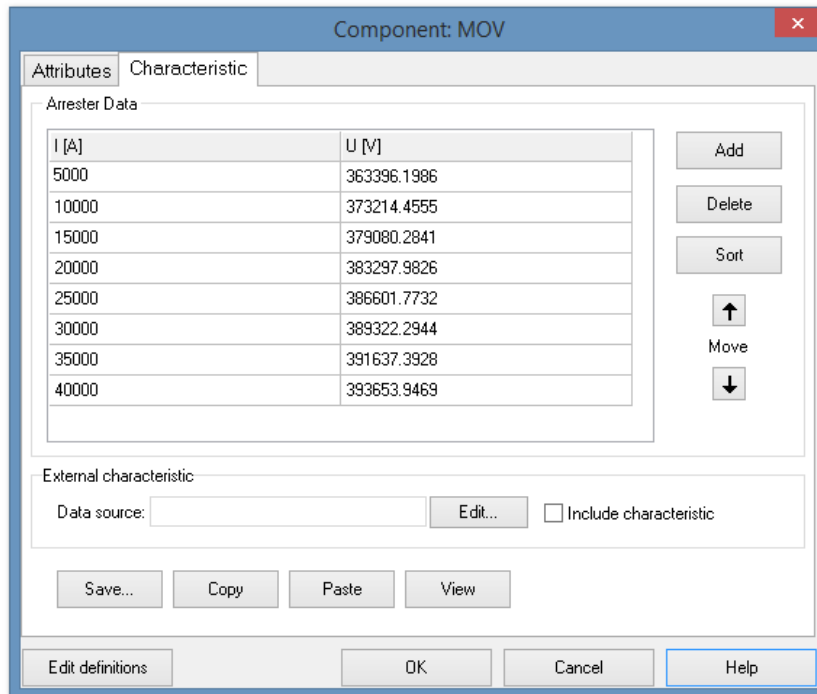 Component: MOV
Attributes Characteristic
Arrester Data
I [A] U [V]
5000 363396.1986
10000 373214.4555
15000 379080.2841
20000 383297.9826
25000 386601.7732
30000 389322.2944
35000 391637.3928
40000 393653.9469
Add
Delete
Sort
Move
External characteristic
Data source: Edit... Include characteristic
Save... Copy Paste View
Edit definitions OK Cancel Help